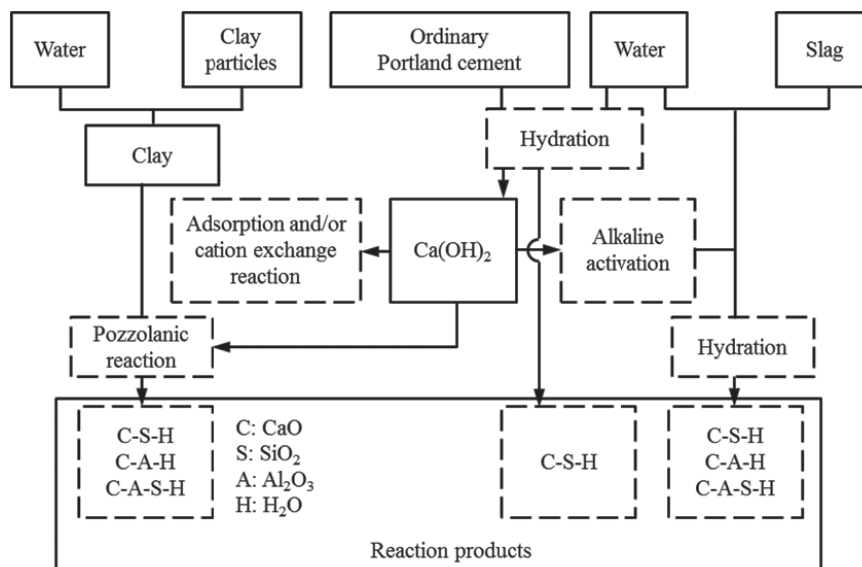 Water
Clay
particles
Ordinary
Portland cement
Water
Slag
Hydration
Clay
Adsorption and/or
cation exchange
reaction
Ca(OH)₂
Alkaline
activation
Pozzolanic
reaction
Hydration
C-S-H
C-A-H
C-A-S-H
C: CaO
S: SiO₂
A: Al₂O₃
H: H₂O
C-S-H
C-S-H
C-A-H
C-A-S-H
Reaction products